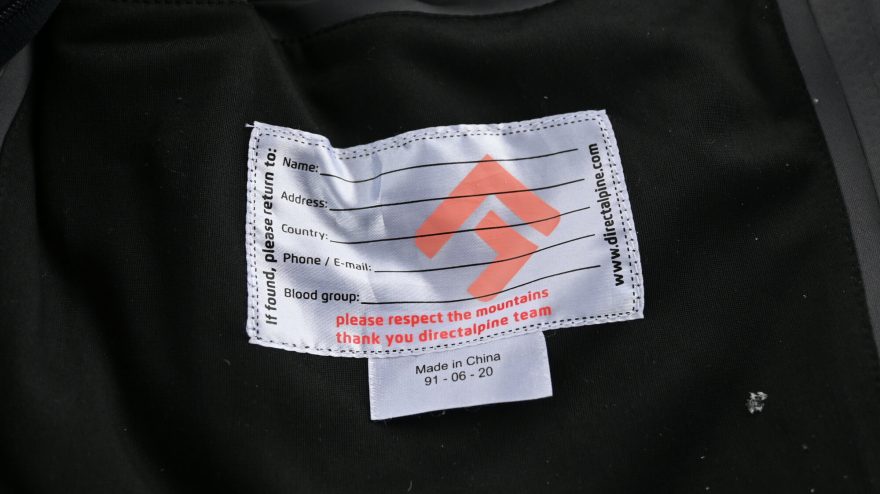 If found, please return to:
Name:
Address:
Country:
Phone / E-mail:
Blood group:
www.directalpine.com
please respect the mountains
thank you directalpine team
Made in China
91 - 06 - 20